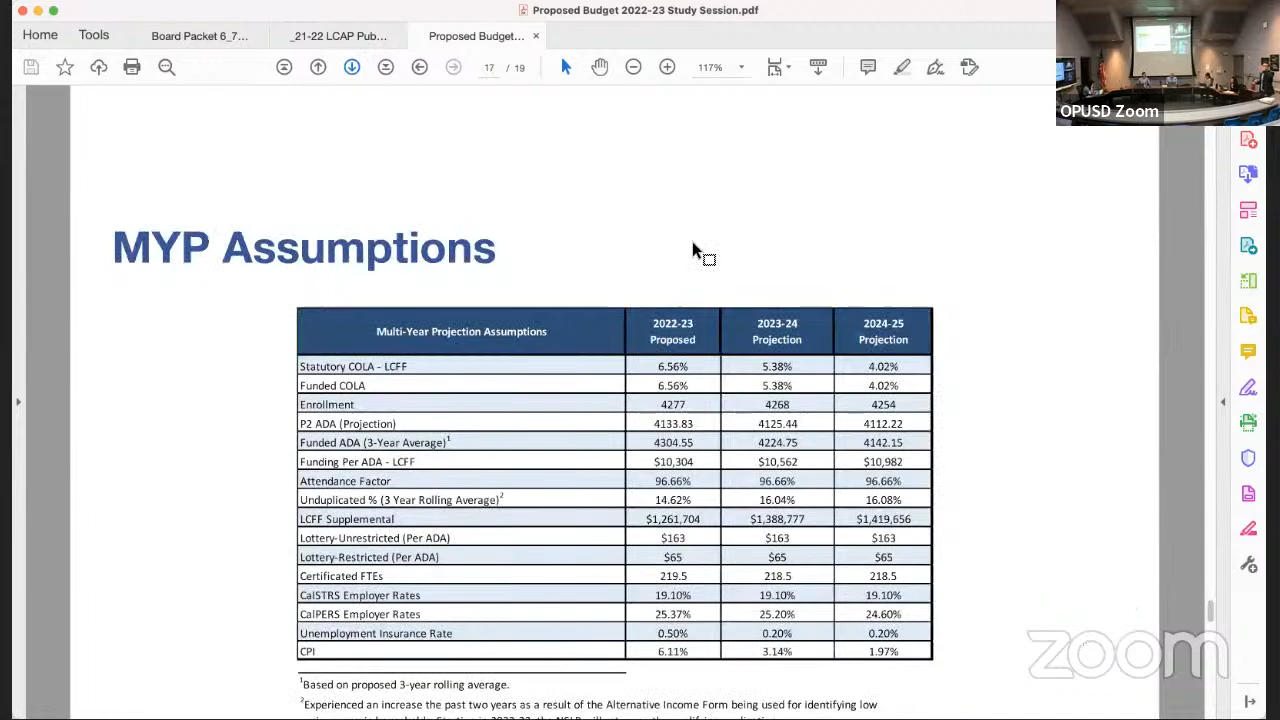 Proposed Budget 2022-23 Study Session.pdf
Home Tools Board Packet 6_7... _21-22 LCAP Pub... Proposed Budget... ×
17 / 19 117%
OPUSD Zoom
MYP Assumptions
Multi-Year Projection Assumptions 2022-23 Proposed 2023-24 Projection 2024-25 Projection
Statutory COLA - LCFF 6.56% 5.38% 4.02%
Funded COLA 6.56% 5.38% 4.02%
Enrollment 4277 4268 4254
P2 ADA (Projection) 4133.83 4125.44 4112.22
Funded ADA (3-Year Average)1 4304.55 4224.75 4142.15
Funding Per ADA - LCFF $10,304 $10,562 $10,982
Attendance Factor 96.66% 96.66% 96.66%
Unduplicated % (3 Year Rolling Average)2 14.62% 16.04% 16.08%
LCFF Supplemental $1,261,704 $1,388,777 $1,419,656
Lottery-Unrestricted (Per ADA) $163 $163 $163
Lottery-Restricted (Per ADA) $65 $65 $65
Certificated FTEs 219.5 218.5 218.5
CalSTRS Employer Rates 19.10% 19.10% 19.10%
CalPERS Employer Rates 25.37% 25.20% 24.60%
Unemployment Insurance Rate 0.50% 0.20% 0.20%
CPI 6.11% 3.14% 1.97%
1Based on proposed 3-year rolling average.
2Experienced an increase the past two years as a result of the Alternative Income Form being used for identifying low
zoom